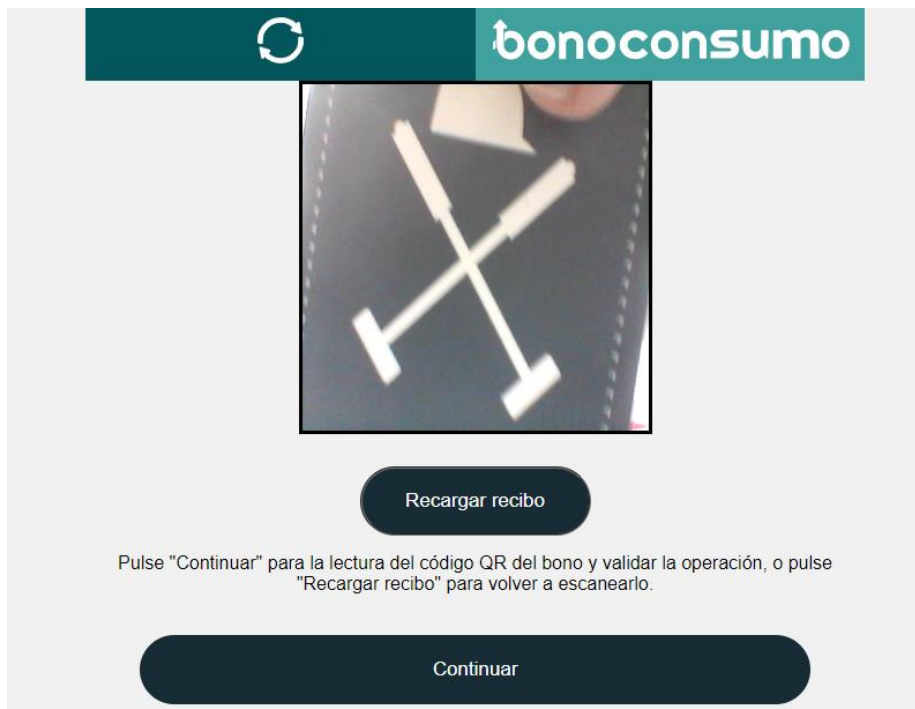 bonoconsumo
Recargar recibo
Pulse "Continuar" para la lectura del código QR del bono y validar la operación, o pulse
"Recargar recibo" para volver a escanearlo.
Continuar